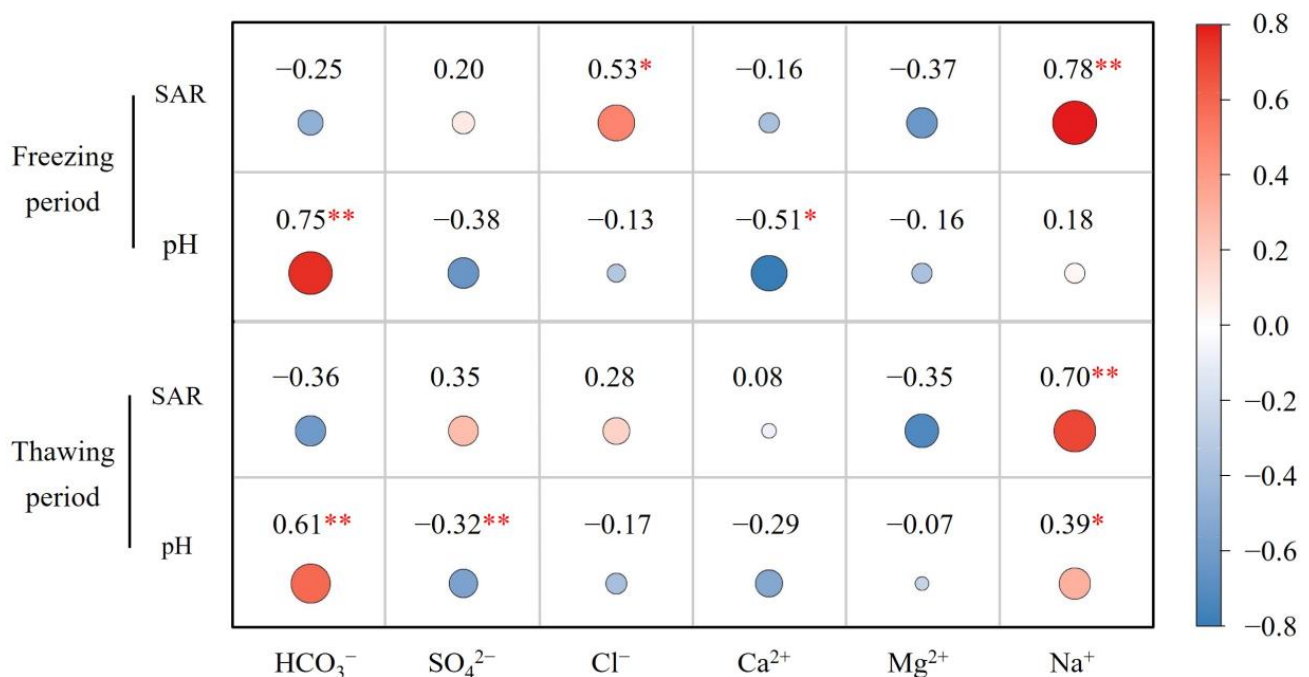 −0.25 0.20 0.53* −0.16 −0.37 0.78** 0.8
SAR
0.6
Freezing
period
0.75** −0.38 −0.13 −0.51* −0. 16 0.18 0.4
pH
0.2
0.0
−0.36 0.35 0.28 0.08 −0.35 0.70**
SAR
−0.2
Thawing
period
−0.4
0.61** −0.32** −0.17 −0.29 −0.07 0.39*
pH
−0.6
−0.8
HCO₃⁻ SO₄²⁻ Cl⁻ Ca²⁺ Mg²⁺ Na⁺